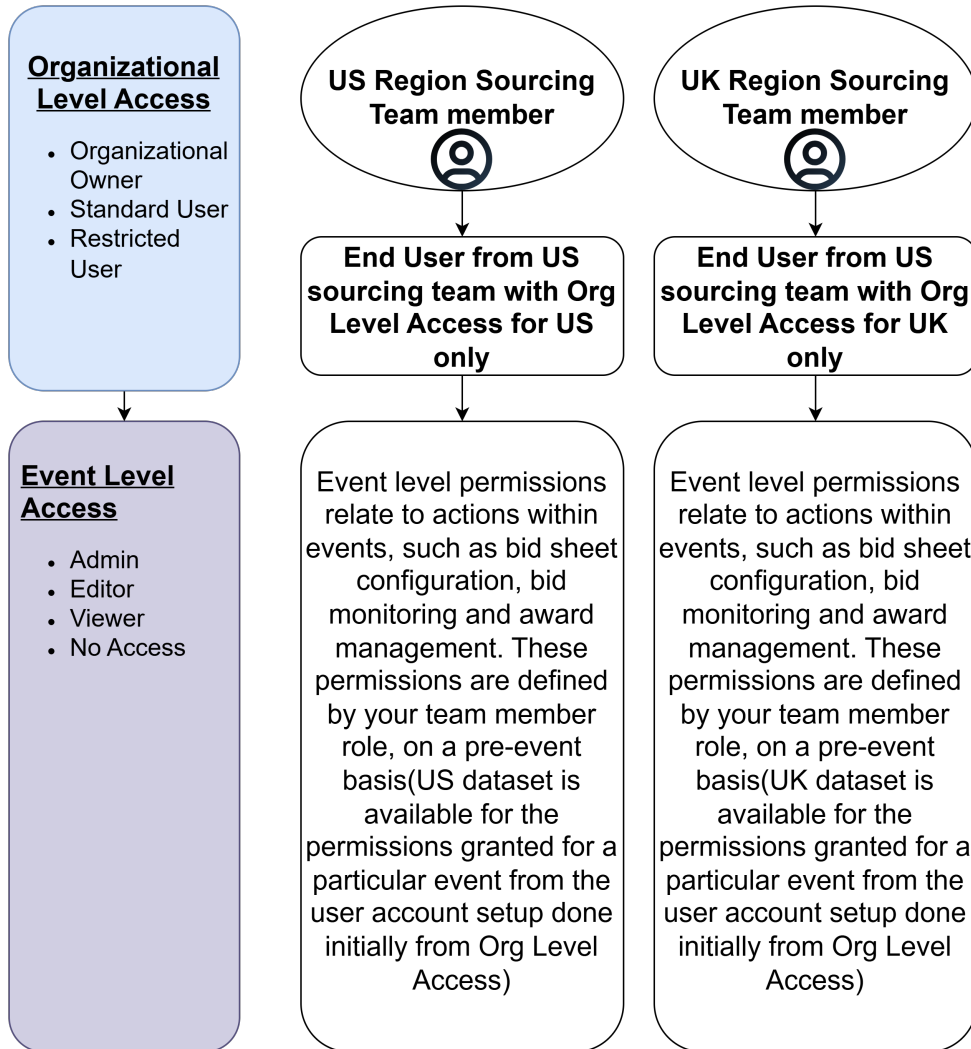 Organizational
Level Access
• Organizational
Owner
• Standard User
• Restricted
User
Event Level
Access
• Admin
• Editor
• Viewer
• No Access
US Region Sourcing
Team member
End User from US
sourcing team with Org
Level Access for US
only
Event level permissions
relate to actions within
events, such as bid sheet
configuration, bid
monitoring and award
management. These
permissions are defined
by your team member
role, on a pre-event
basis(US dataset is
available for the
permissions granted for a
particular event from the
user account setup done
initially from Org Level
Access)
UK Region Sourcing
Team member
End User from US
sourcing team with Org
Level Access for UK
only
Event level permissions
relate to actions within
events, such as bid sheet
configuration, bid
monitoring and award
management. These
permissions are defined
by your team member
role, on a pre-event
basis(UK dataset is
available for the
permissions granted for a
particular event from the
user account setup done
initially from Org Level
Access)